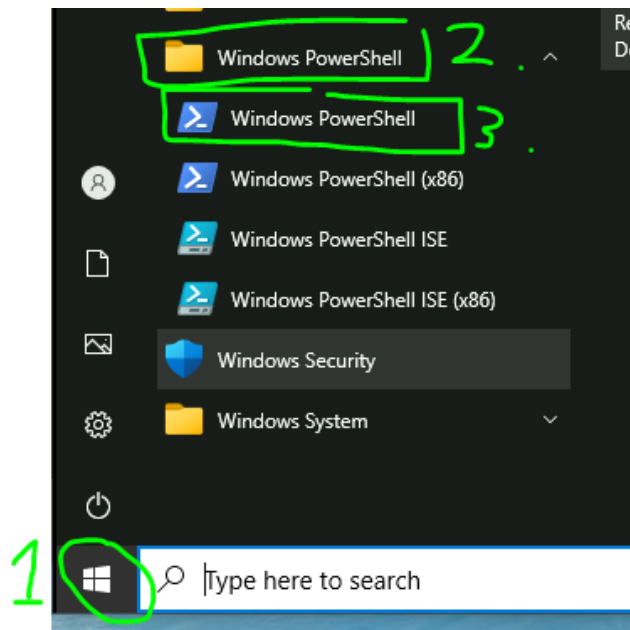 Re
Windows PowerShell 2.
De
Windows PowerShell 3.
Windows PowerShell (x86)
Windows PowerShell ISE
Windows PowerShell ISE (x86)
Windows Security
Windows System
1
Type here to search